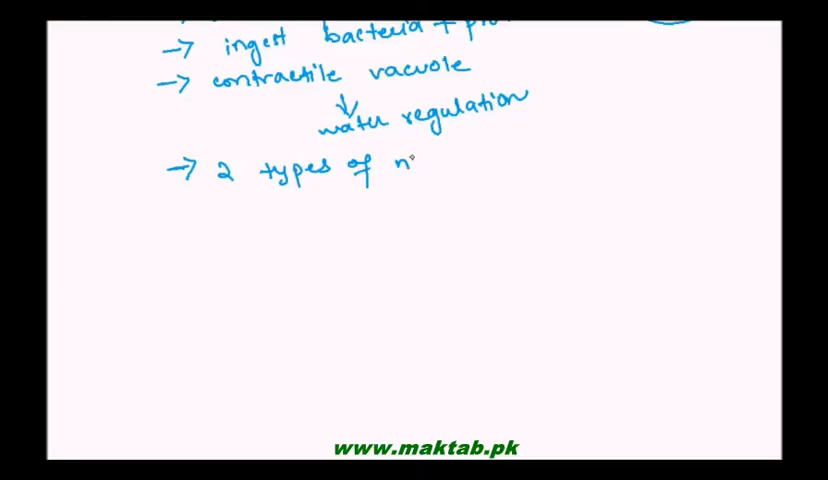 → ingest bacteria +
→ contractile vacuole
↓
water regulation
→ 2 types of n
www.maktab.pk